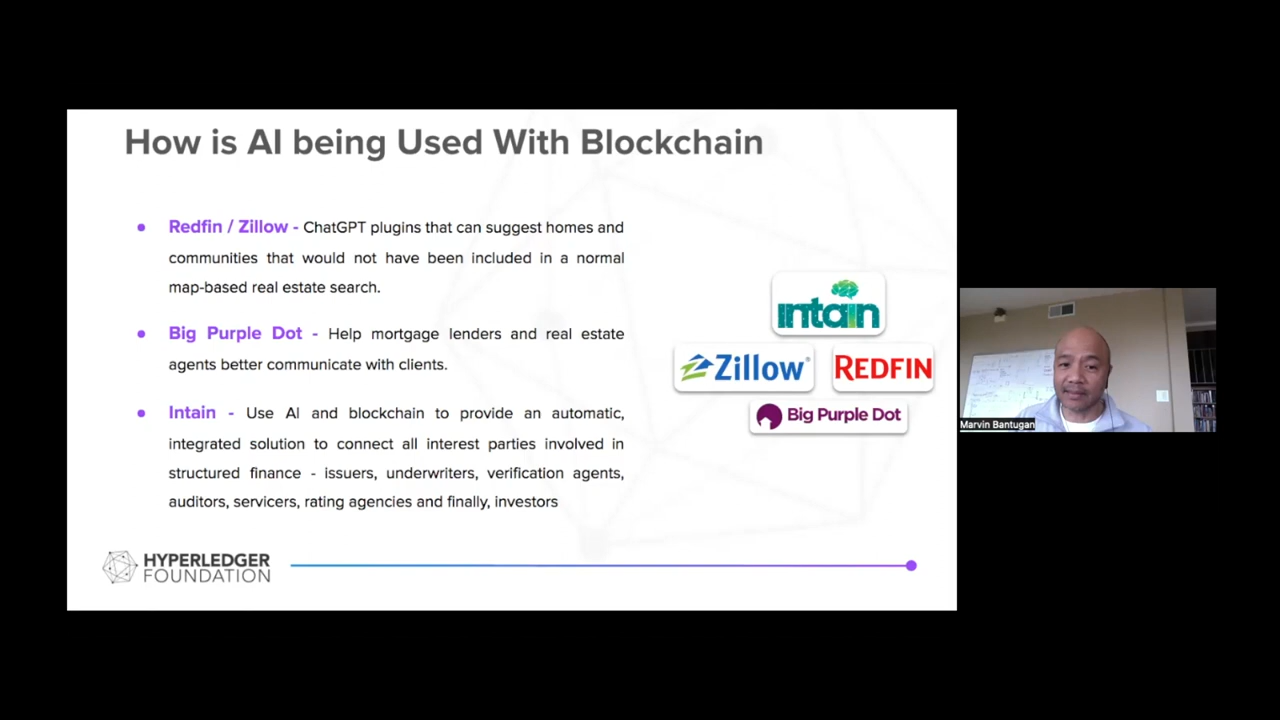 How is AI being Used With Blockchain
• Redfin / Zillow - ChatGPT plugins that can suggest homes and
communities that would not have been included in a normal
map-based real estate search.
• Big Purple Dot - Help mortgage lenders and real estate
agents better communicate with clients.
• Intain - Use AI and blockchain to provide an automatic,
integrated solution to connect all interest parties involved in
structured finance - issuers, underwriters, verification agents,
auditors, servicers, rating agencies and finally, investors
intain
Zillow®
REDFIN
Big Purple Dot
HYPERLEDGER
FOUNDATION
Marvin Bantugan